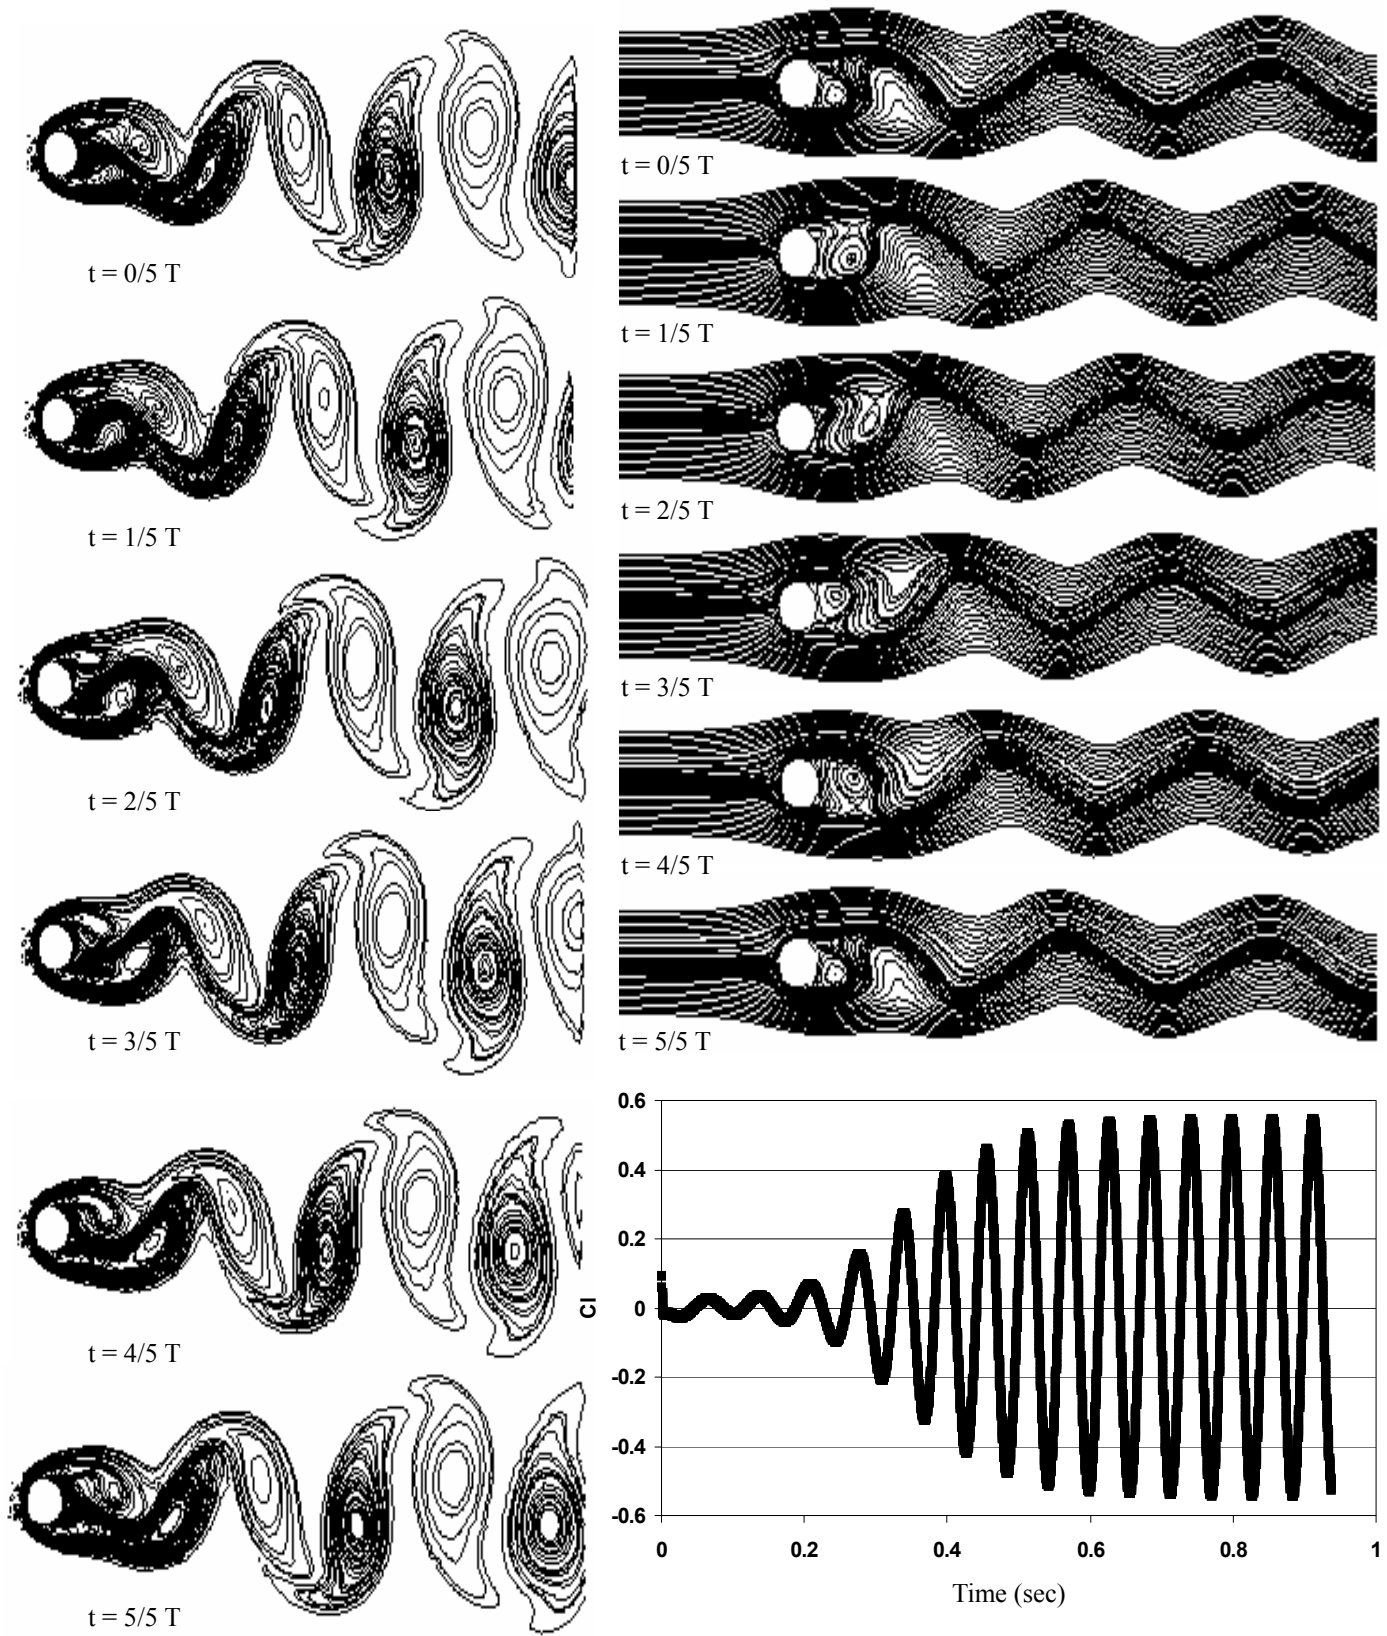 t = 0/5 T
t = 1/5 T
t = 2/5 T
t = 3/5 T
t = 4/5 T
t = 5/5 T
t = 0/5 T
t = 1/5 T
t = 2/5 T
t = 3/5 T
t = 4/5 T
t = 5/5 T
0.6
0.4
0.2
0
-0.2
-0.4
-0.6
Cl
0 0.2 0.4 0.6 0.8 1
Time (sec)